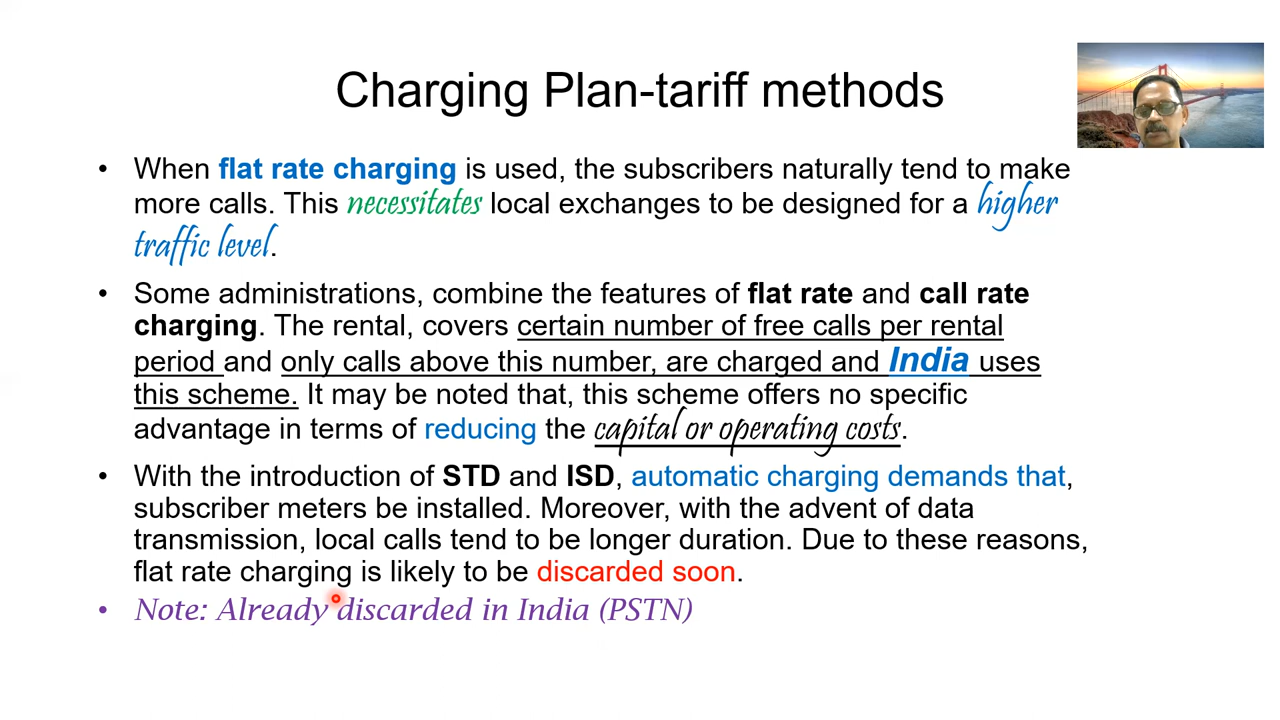 Charging Plan-tariff methods
• When flat rate charging is used, the subscribers naturally tend to make
more calls. This necessitates local exchanges to be designed for a higher
traffic level.
• Some administrations, combine the features of flat rate and call rate
charging. The rental, covers certain number of free calls per rental
period and only calls above this number, are charged and India uses
this scheme. It may be noted that, this scheme offers no specific
advantage in terms of reducing the capital or operating costs.
• With the introduction of STD and ISD, automatic charging demands that,
subscriber meters be installed. Moreover, with the advent of data
transmission, local calls tend to be longer duration. Due to these reasons,
flat rate charging is likely to be discarded soon.
• Note: Already discarded in India (PSTN)